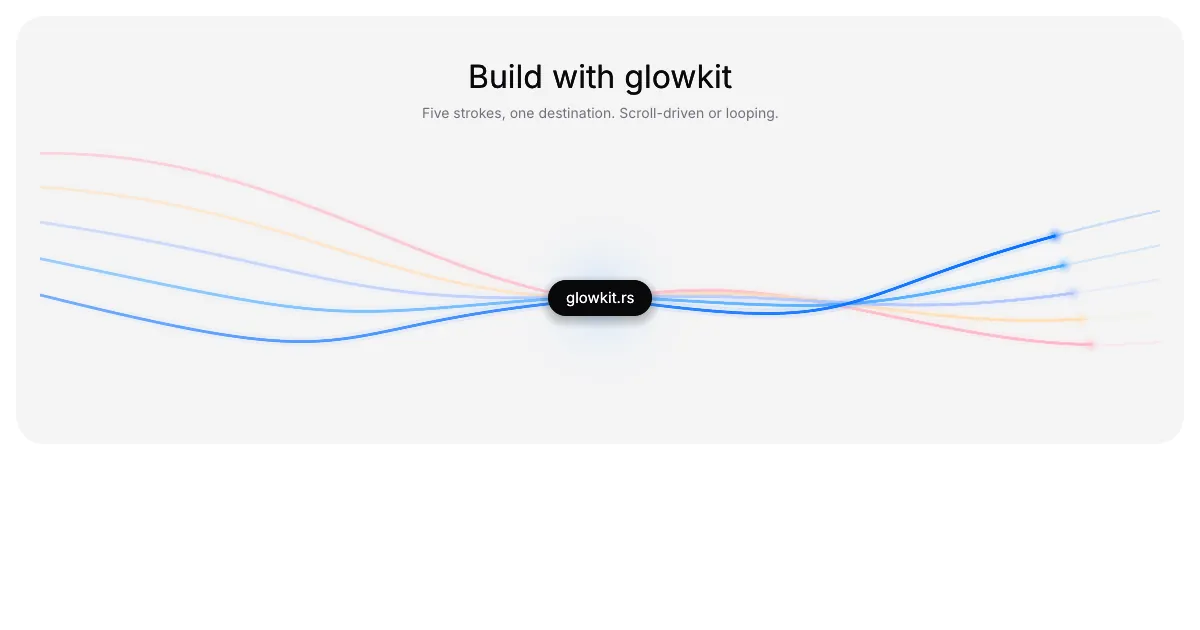 Build with glowkit
Five strokes, one destination. Scroll-driven or looping.
glowkit.rs